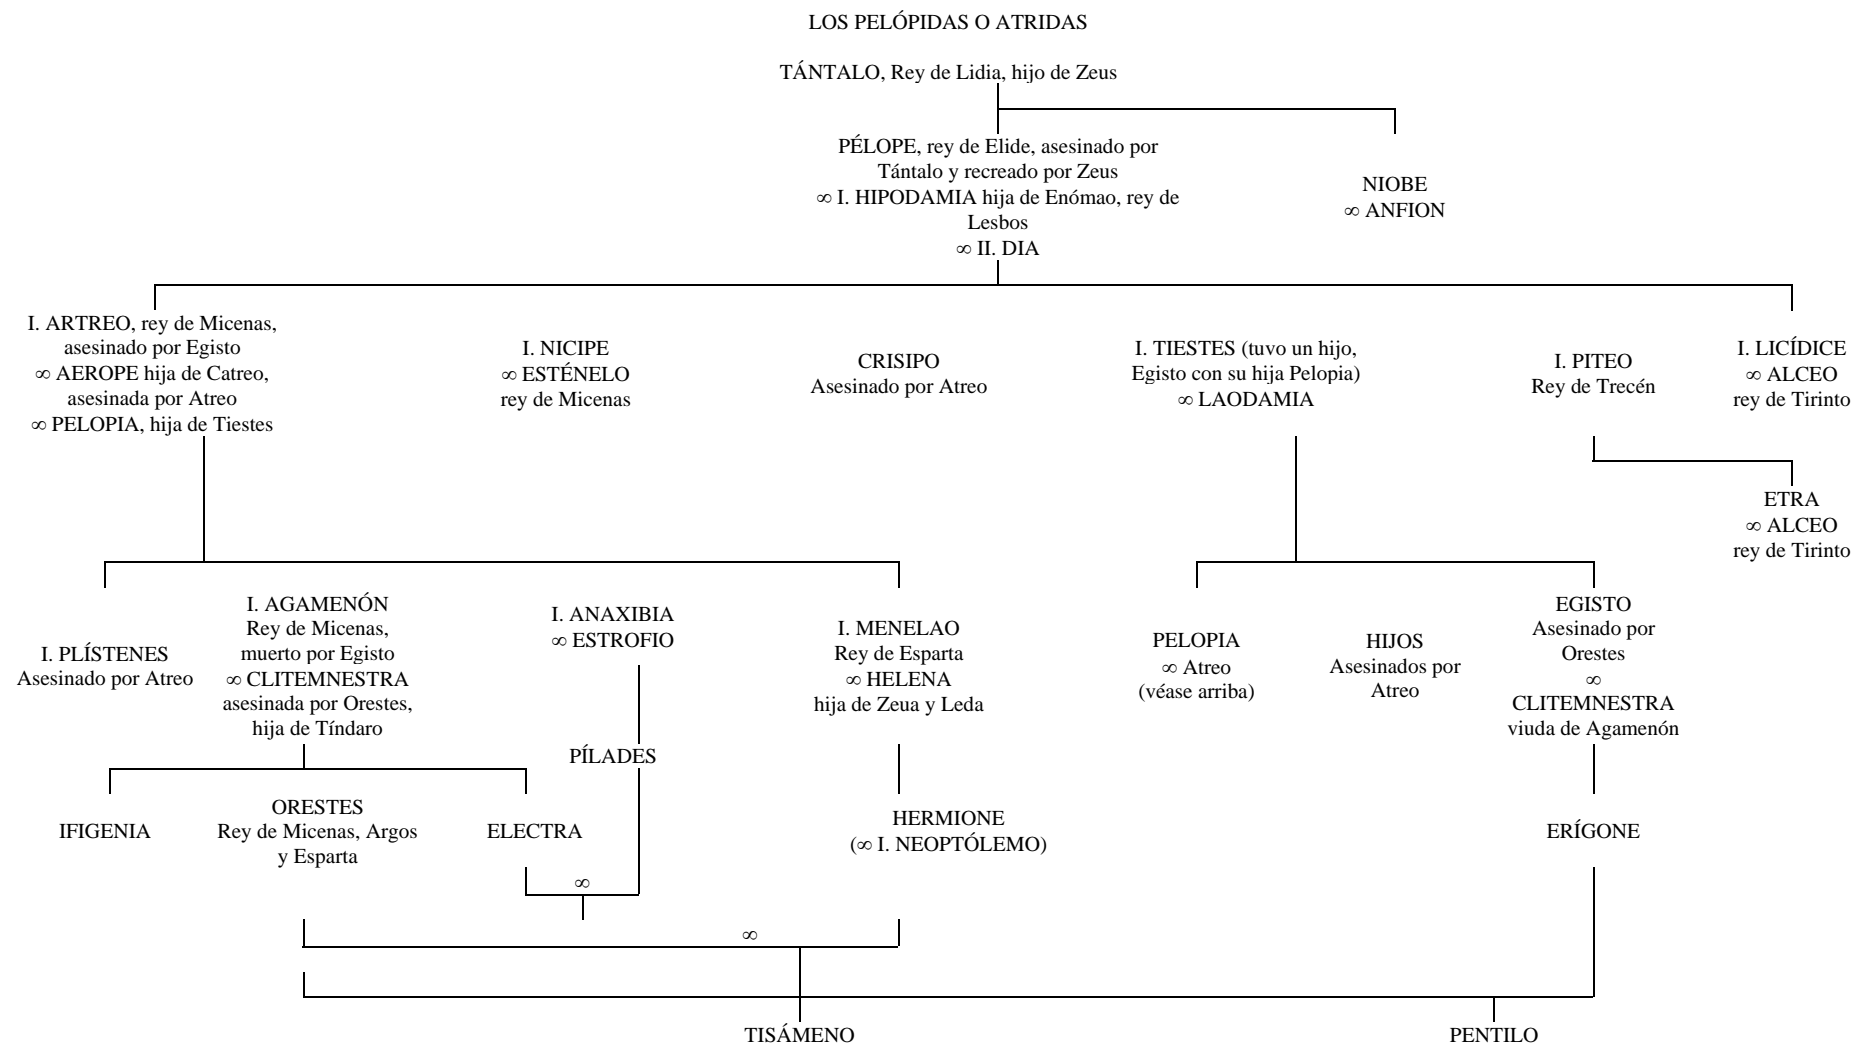 LOS PELÓPIDAS O ATRIDAS
TÁNTALO, Rey de Lidia, hijo de Zeus
PÉLOPE, rey de Elide, asesinado por
Tántalo y recreado por Zeus
∞ I. HIPODAMIA hija de Enómao, rey de
Lesbos
∞ II. DIA
NIOBE
∞ ANFION
I. ARTREO, rey de Micenas,
asesinado por Egisto
∞ AEROPE hija de Catreo,
asesinada por Atreo
∞ PELOPIA, hija de Tiestes
I. NICIPE
∞ ESTÉNELO
rey de Micenas
CRISIPO
Asesinado por Atreo
I. TIESTES (tuvo un hijo,
Egisto con su hija Pelopia)
∞ LAODAMIA
I. PITEO
Rey de Trecén
I. LICÍDICE
∞ ALCEO
rey de Tirinto
ETRA
∞ ALCEO
rey de Tirinto
I. PLÍSTENES
Asesinado por Atreo
I. AGAMENÓN
Rey de Micenas,
muerto por Egisto
∞ CLITEMNESTRA
asesinada por Orestes,
hija de Tíndaro
I. ANAXIBIA
∞ ESTROFIO
I. MENELAO
Rey de Esparta
∞ HELENA
hija de Zeua y Leda
PELOPIA
∞ Atreo
(véase arriba)
HIJOS
Asesinados por
Atreo
EGISTO
Asesinado por
Orestes
∞
CLITEMNESTRA
viuda de Agamenón
PÍLADES
IFIGENIA
ORESTES
Rey de Micenas, Argos
y Esparta
ELECTRA
HERMIONE
(∞ I. NEOPTÓLEMO)
ERÍGONE
∞
∞
TISÁMENO
PENTILO